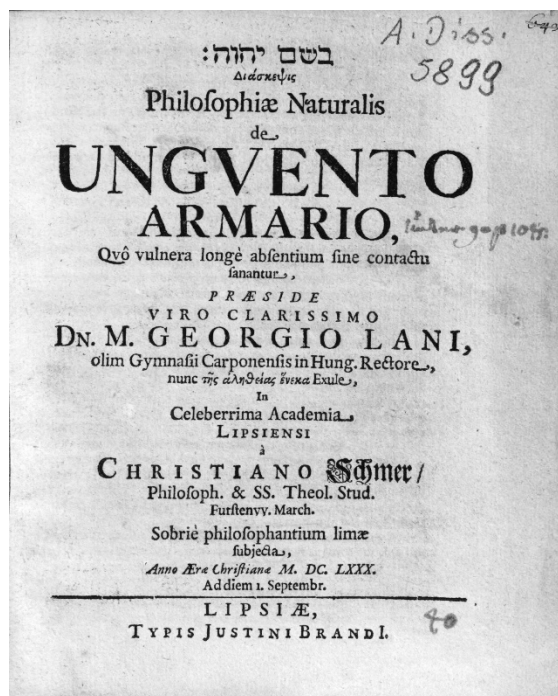 A. Diss.
5899
בשם יהוה:
Διάσκεψις
Philoſophiæ Naturalis
de
UNGVENTO
ARMARIO,
Qvô vulnera longè abſentium ſine contactu
ſanantur,
PRÆSIDE
VIRO CLARISSIMO
DN. M. GEORGIO LANI,
olim Gymnaſii Carponenſis in Hung. Rectore,
nunc τῆς ἀληθείας ἕνεκα Exule,
In
Celeberrima Academia
LIPSIENSI
à
CHRISTIANO Schmer/
Philoſoph. & SS. Theol. Stud.
Furſtenvv. March.
Sobriè philoſophantium limæ
ſubjecta,
Anno Æræ Chriſtianæ M. DC. LXXX.
Ad diem 1. Septembr.
LIPSIÆ,
TYPIS JUSTINI BRANDI.